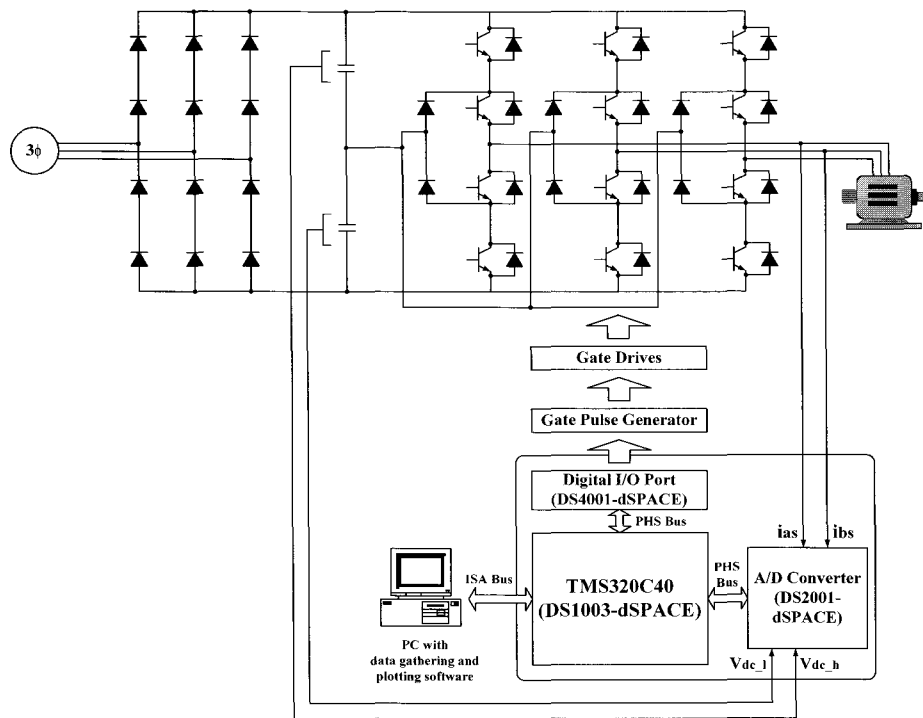 3ϕ
Gate Drives
Gate Pulse Generator
Digital I/O Port
(DS4001-dSPACE)
PHS Bus
ias
ibs
ISA Bus
TMS320C40
(DS1003-dSPACE)
PHS
Bus
A/D Converter
(DS2001-
dSPACE)
PC with
data gathering and
plotting software
Vdc_l
Vdc_h